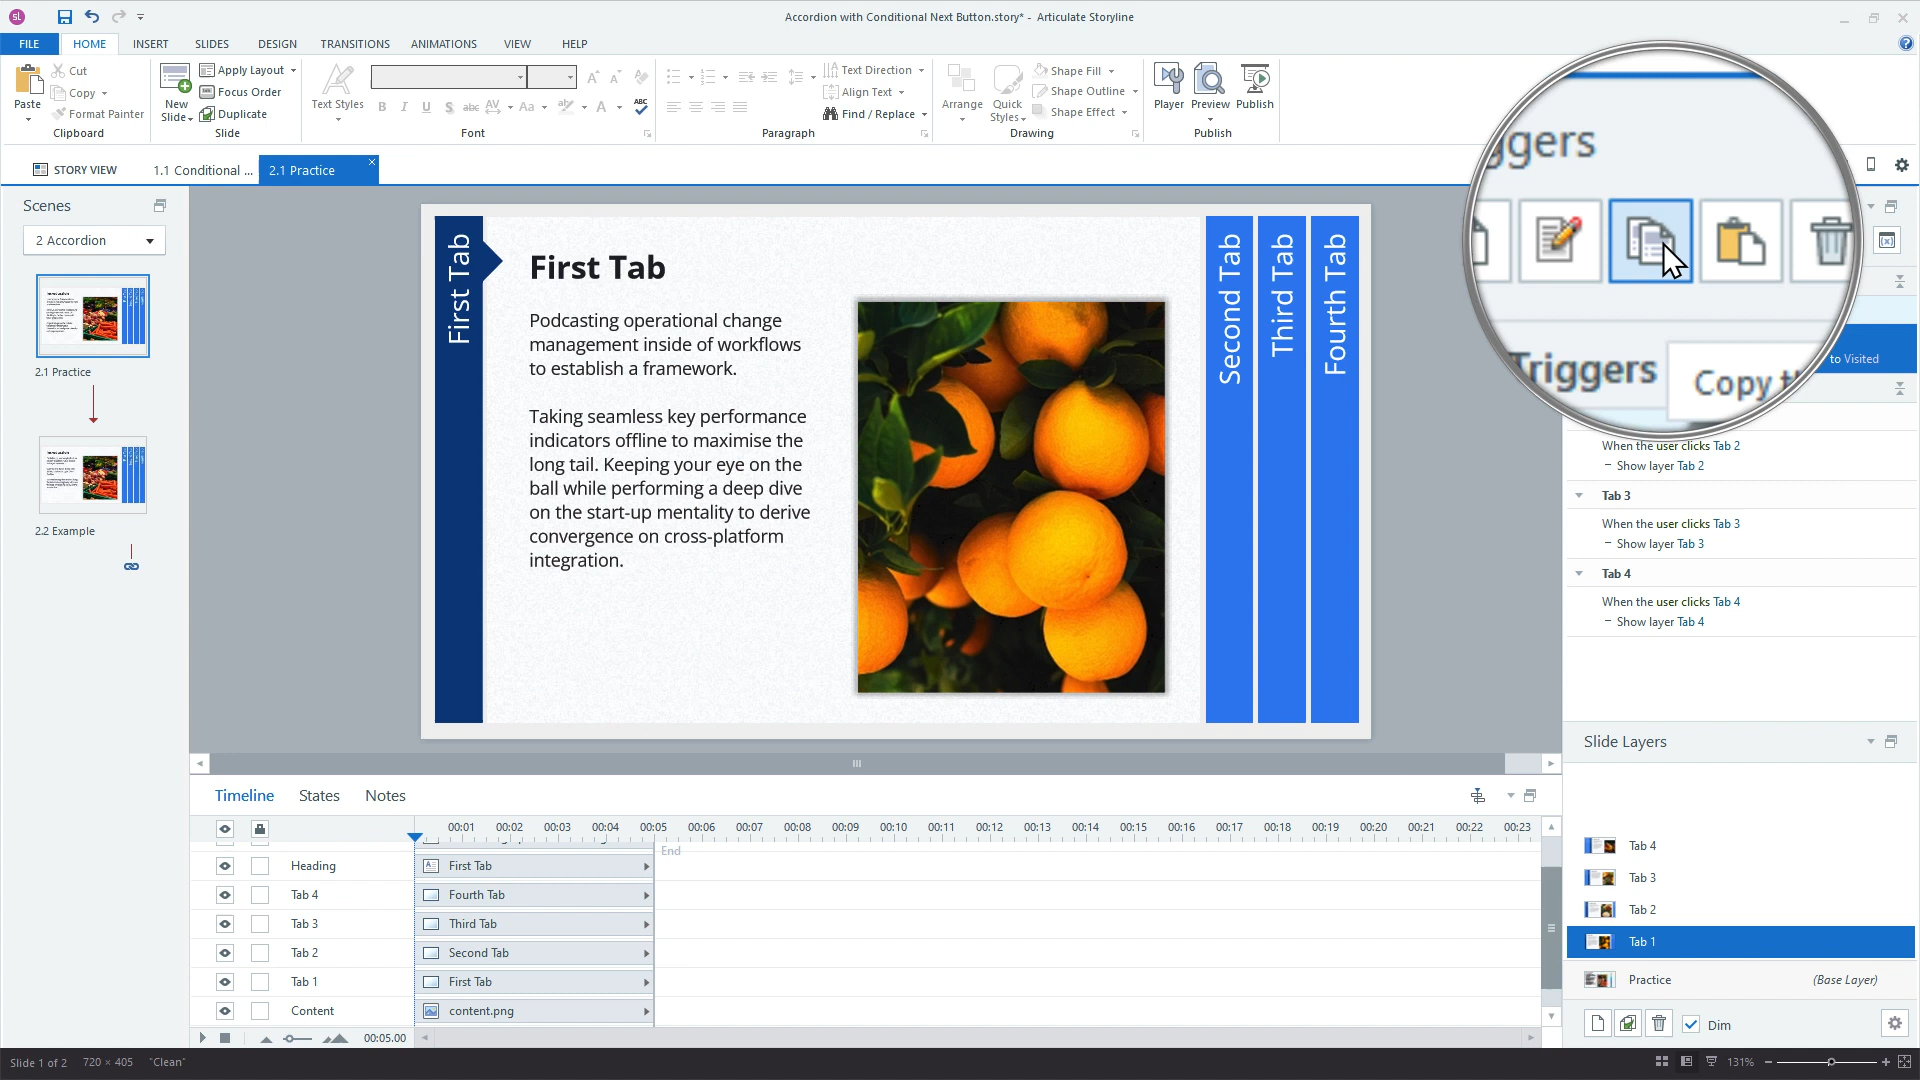 sl
Accordion with Conditional Next Button.story* - Articulate Storyline
FILE HOME INSERT SLIDES DESIGN TRANSITIONS ANIMATIONS VIEW HELP
Paste
Cut
Copy
Format Painter
Clipboard
New Slide
Apply Layout
Focus Order
Duplicate
Slide
Text Styles
B I U S abc AV Aa A ABC
Font
Text Direction
Align Text
Find / Replace
Paragraph
Arrange
Quick Styles
Shape Fill
Shape Outline
Shape Effect
Drawing
Player
Preview
Publish
Publish
STORY VIEW
1.1 Conditional ...
2.1 Practice
Scenes
2 Accordion
2.1 Practice
2.2 Example
First Tab
First Tab
Podcasting operational change
management inside of workflows
to establish a framework.
Taking seamless key performance
indicators offline to maximise the
long tail. Keeping your eye on the
ball while performing a deep dive
on the start-up mentality to derive
convergence on cross-platform
integration.
Second Tab
Third Tab
Fourth Tab
ggers
Triggers
Copy
to Visited
When the user clicks Tab 2
– Show layer Tab 2
Tab 3
When the user clicks Tab 3
– Show layer Tab 3
Tab 4
When the user clicks Tab 4
– Show layer Tab 4
Slide Layers
Tab 4
Tab 3
Tab 2
Tab 1
Practice (Base Layer)
Dim
Timeline States Notes
00:01 00:02 00:03 00:04 00:05 00:06 00:07 00:08 00:09 00:10 00:11 00:12 00:13 00:14 00:15 00:16 00:17 00:18 00:19 00:20 00:21 00:22 00:23
End
Heading First Tab
Tab 4 Fourth Tab
Tab 3 Third Tab
Tab 2 Second Tab
Tab 1 First Tab
Content content.png
00:05.00
Slide 1 of 2 720 × 405 "Clean"
131%